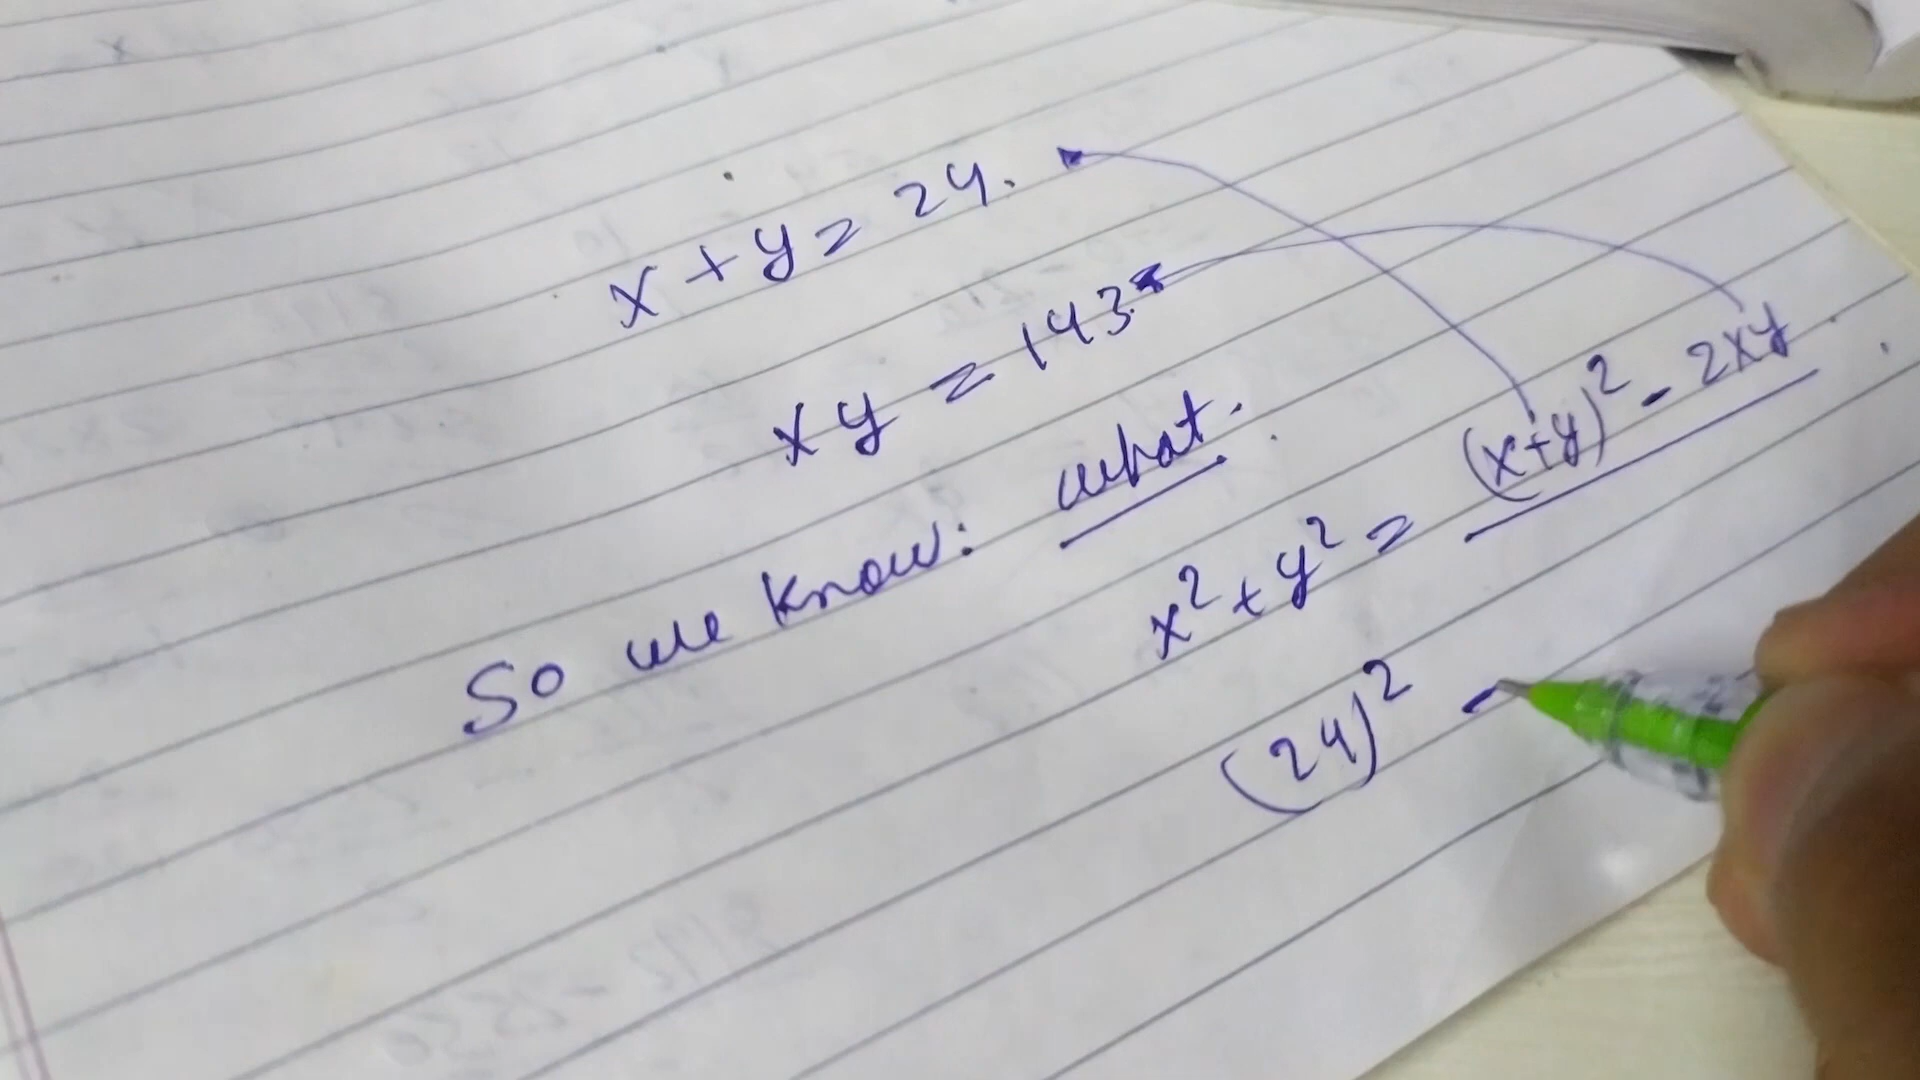 x + y = 24.
xy = 143
So we know: what.
x² + y² = (x+y)² - 2xy
(24)² -